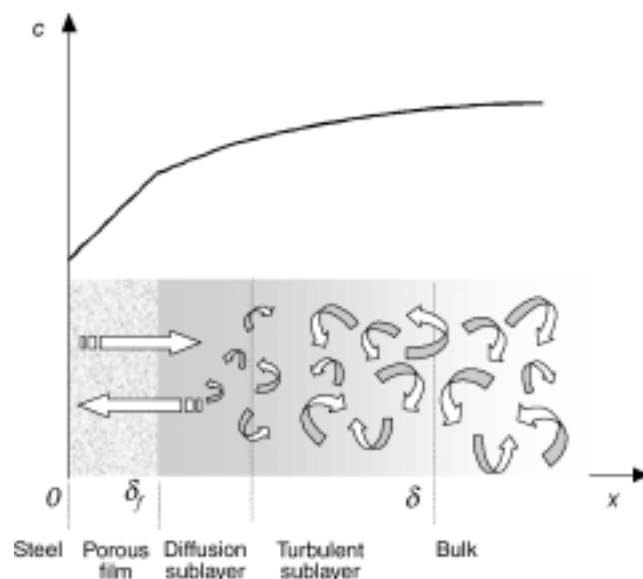 c
0
δf
δ
x
Steel
Porous
film
Diffusion
sublayer
Turbulent
sublayer
Bulk